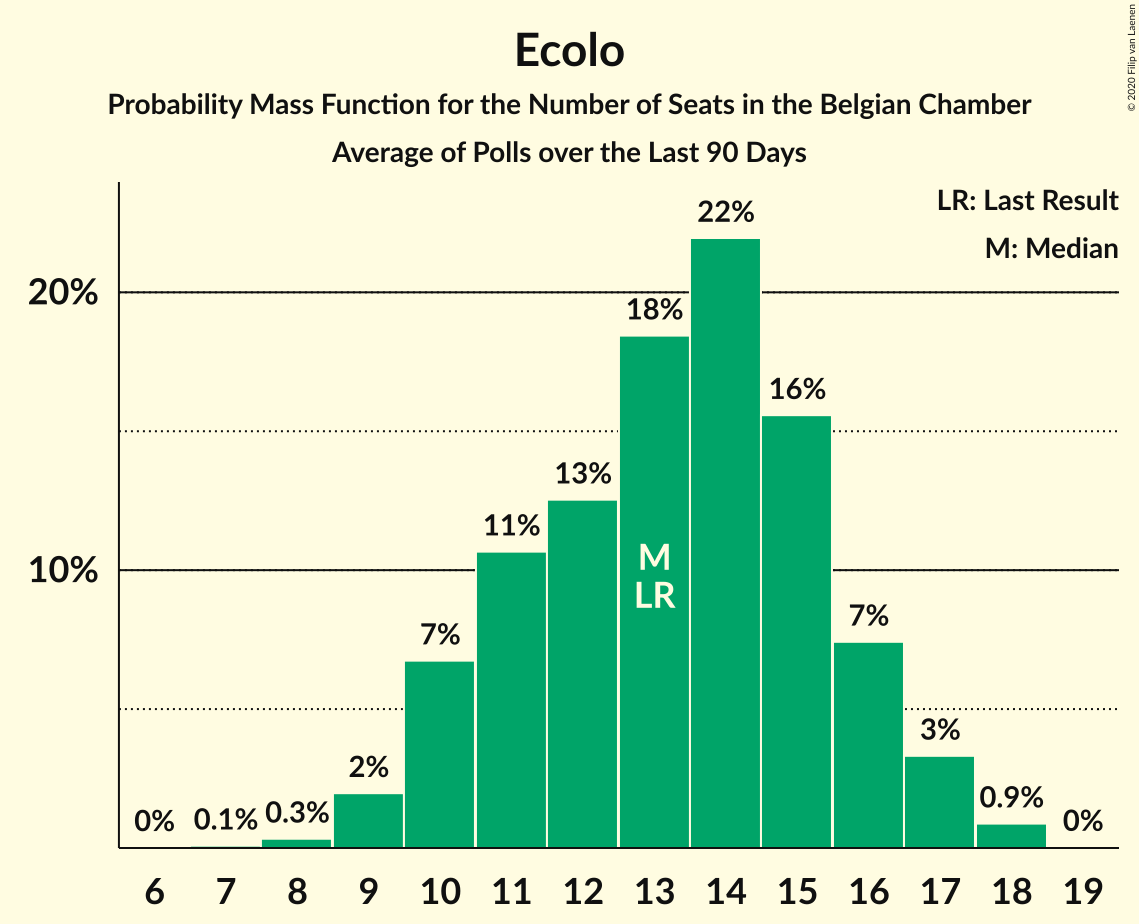 Ecolo
Probability Mass Function for the Number of Seats in the Belgian Chamber
Average of Polls over the Last 90 Days
© 2020 Filip van Laenen
LR: Last Result
M: Median
20%
10%
0%
0.1%
0.3%
2%
7%
11%
13%
18%
22%
16%
7%
3%
0.9%
0%
M
LR
6 7 8 9 10 11 12 13 14 15 16 17 18 19